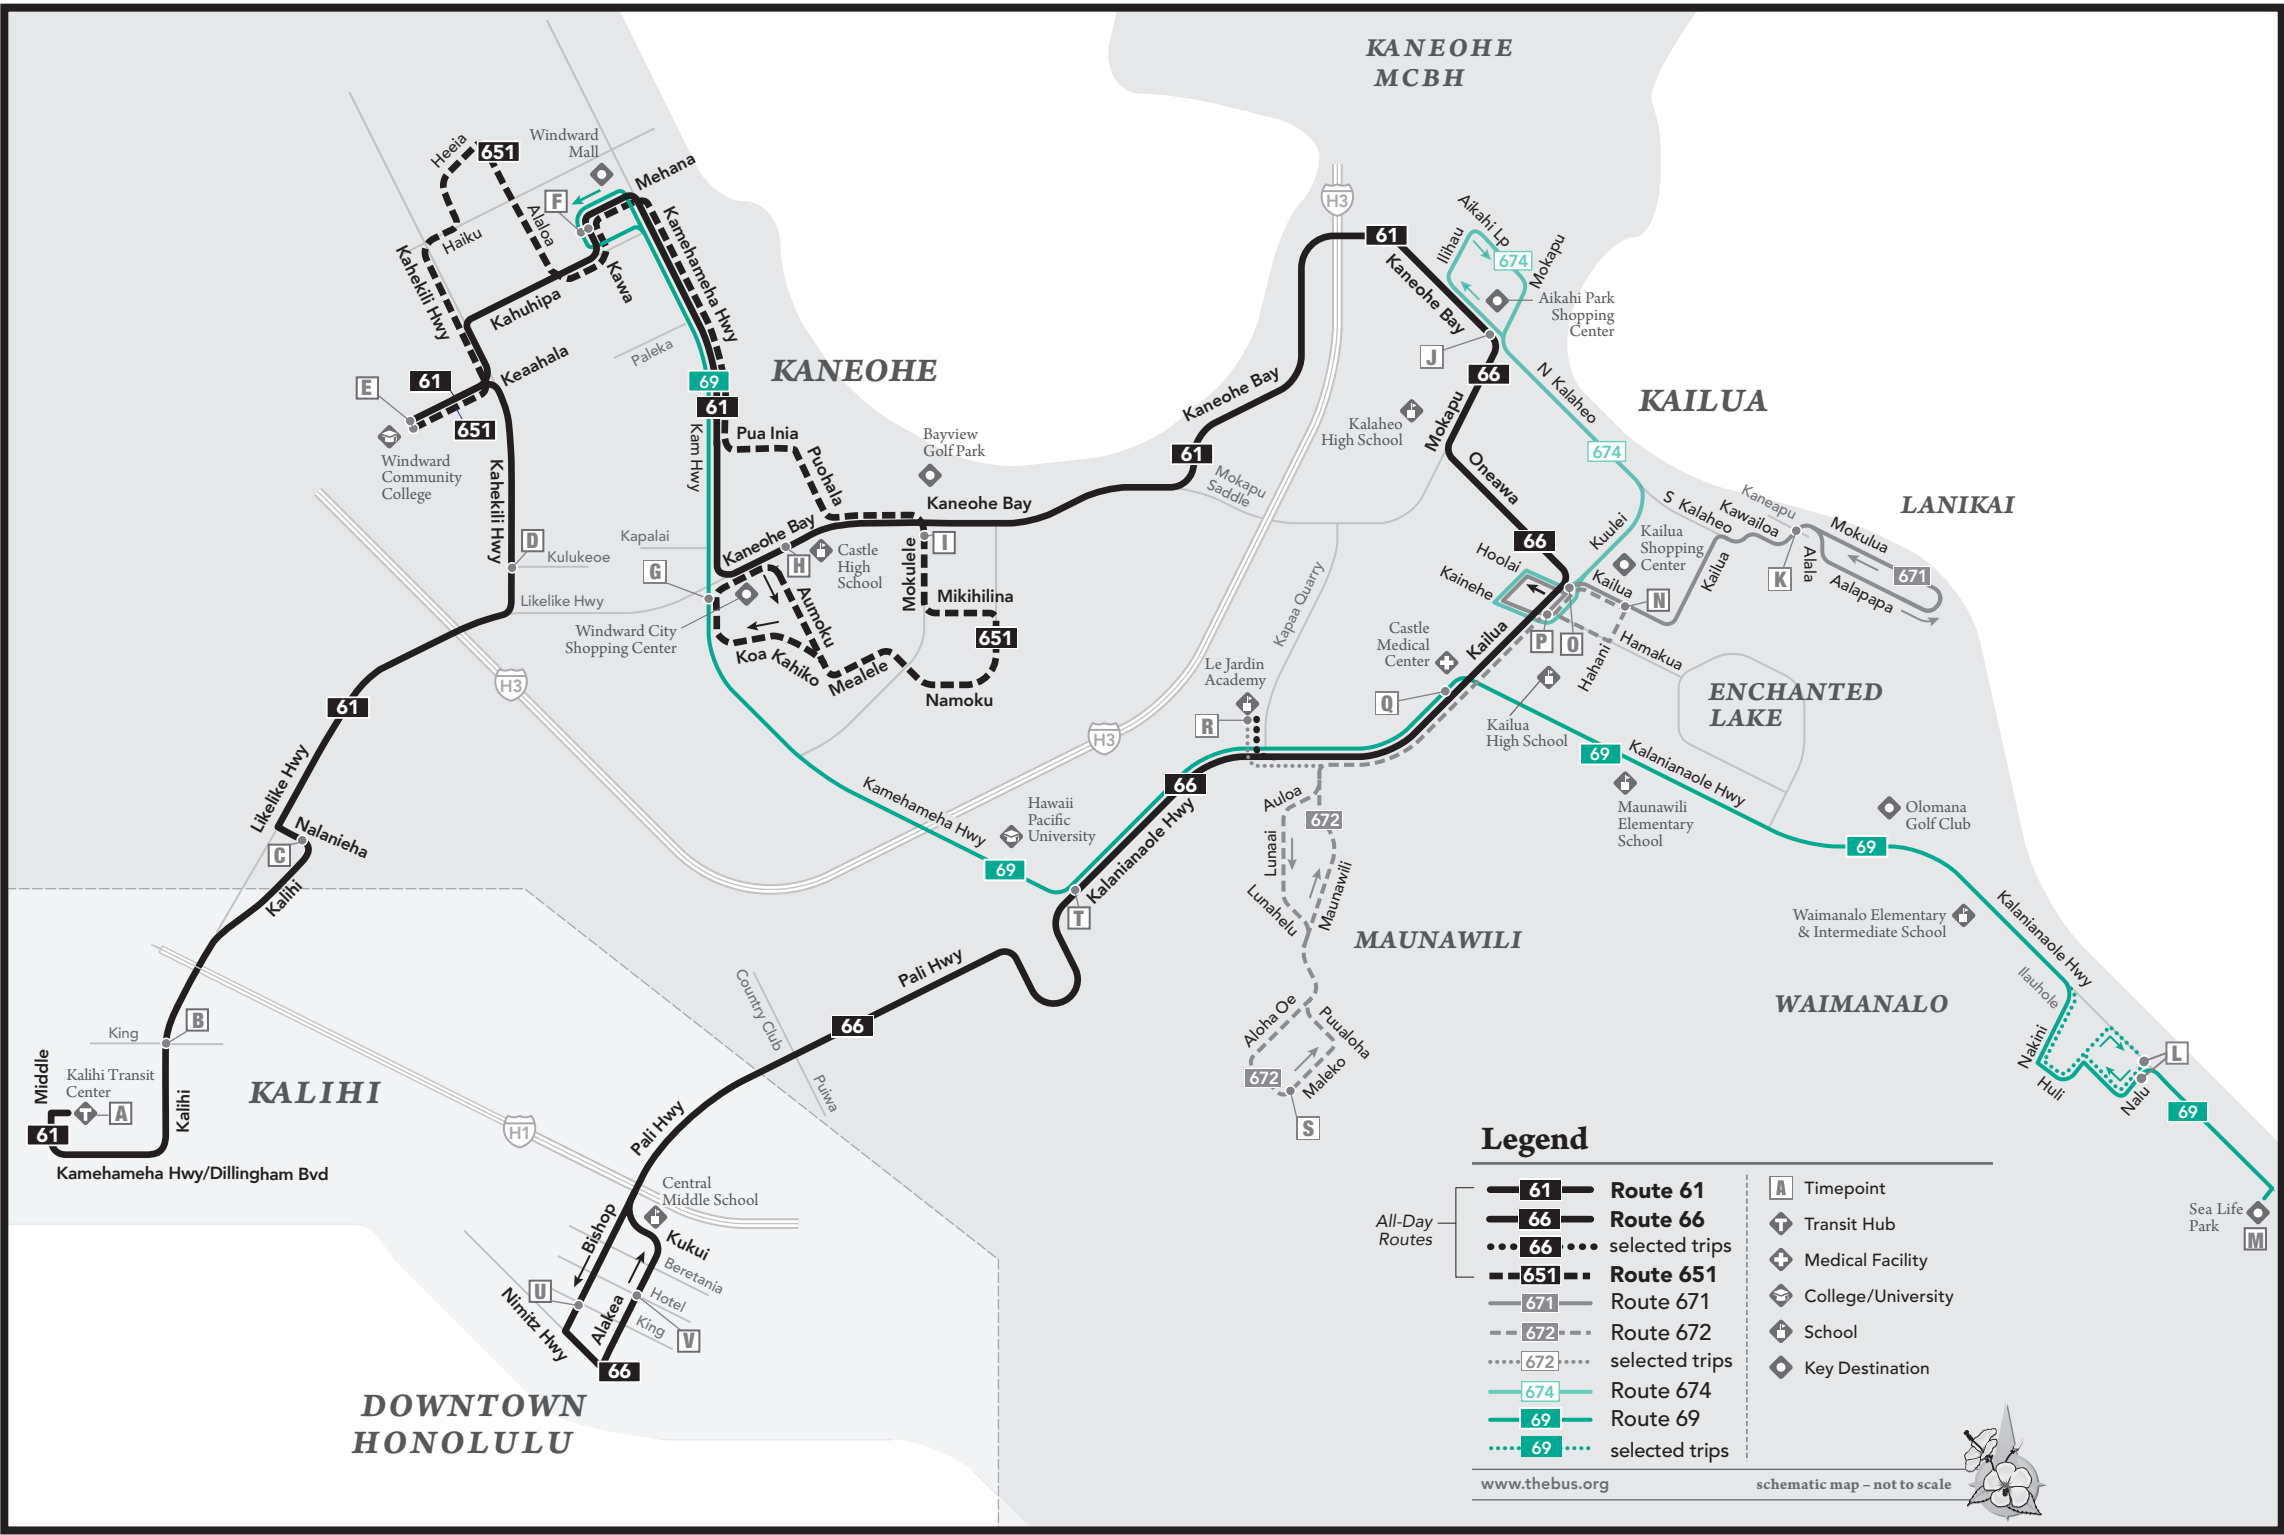 KANEOHE
MCBH
H3
Heeia
651
Windward
Mall
Mehana
F
Alaloa
Haiku
Kahekili Hwy
Kawa
Kamehameha Hwy
Kahuhipa
Paleka
Keaahala
E
61
651
Windward
Community
College
69
61
KANEOHE
Pua Inia
Kam Hwy
Puohala
Bayview
Golf Park
Kaneohe Bay
Kahekili Hwy
D
Kulukeoe
Kapalai
Likelike Hwy
G
Kaneohe Bay
H
Castle
High
School
Mokulele
I
Mikihilina
651
Windward City
Shopping Center
Aumoku
Koa Kahiko
Mealele
Namoku
61
Kaneohe Bay
61
Kaneohe Bay
Ilihau
Aikahi Lp
674
Mokapu
Aikahi Park
Shopping
Center
J
66
N Kalaheo
KAILUA
Kalaheo
High School
Mokapu
Mokapu
Saddle
Oneawa
674
66
Kuulei
S Kalaheo
Kaneapu
Kawailoa
LANIKAI
Kailua
Shopping
Center
Hoolai
Kainehe
Kailua
N
Kailua
K
Alala
Mokulua
671
Aalapapa
P
O
Hahani
Hamakua
Castle
Medical
Center
Kailua
Q
Kailua
High School
ENCHANTED
LAKE
Kapaa Quarry
Le Jardin
Academy
R
H3
H3
61
Likelike Hwy
Nalanieha
C
Kalihi
Kamehameha Hwy
Hawaii
Pacific
University
69
66
Kalanianaole Hwy
T
Auloa
672
Lunaai
Lunahelu
Maunawili
MAUNAWILI
Aloha Oe
Puualoha
Maleko
672
S
69
Kalanianaole Hwy
Maunawili
Elementary
School
Olomana
Golf Club
69
Waimanalo Elementary
& Intermediate School
Kalanianaole Hwy
Ilauhole
WAIMANALO
Nakini
Huli
Nalu
L
69
Sea Life
Park
M
King
B
Middle
Kalihi Transit
Center
A
61
Kalihi
KALIHI
Kamehameha Hwy/Dillingham Bvd
H1
Pali Hwy
66
Country Club
Puiwa
Pali Hwy
Central
Middle School
Bishop
Kukui
Beretania
Hotel
King
U
Nimitz Hwy
Alakea
V
66
DOWNTOWN
HONOLULU
Legend
All-Day
Routes
61 Route 61
66 Route 66
66 selected trips
651 Route 651
671 Route 671
672 Route 672
672 selected trips
674 Route 674
69 Route 69
69 selected trips
A Timepoint
Transit Hub
Medical Facility
College/University
School
Key Destination
www.thebus.org
schematic map – not to scale